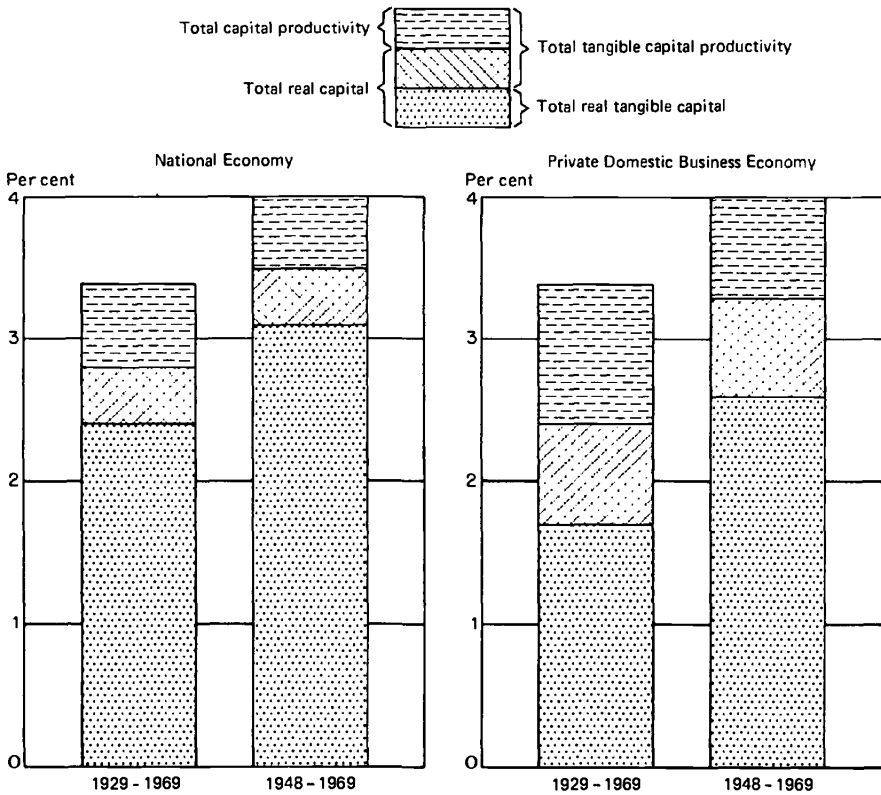 Total capital productivity
Total tangible capital productivity
Total real capital
Total real tangible capital
National Economy
Per cent
4
3
2
1
0
1929 - 1969
1948 - 1969
Private Domestic Business Economy
Per cent
4
3
2
1
0
1929 - 1969
1948 - 1969